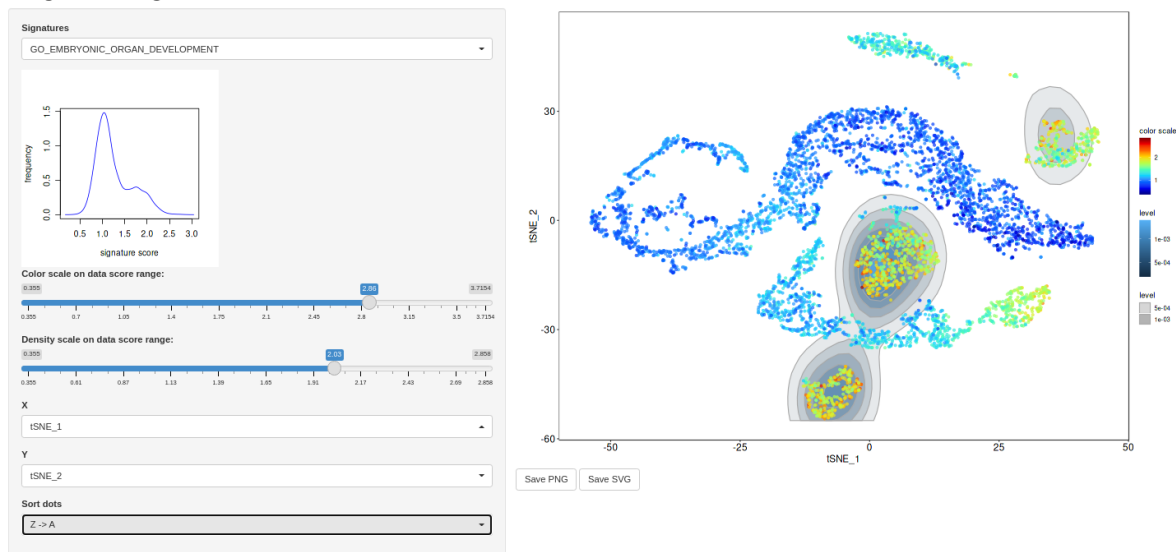 Signatures
GO_EMBRYONIC_ORGAN_DEVELOPMENT
frequency
0.0 0.5 1.0 1.5
0.5 1.0 1.5 2.0 2.5 3.0
signature score
Color scale on data score range:
0.355 2.88 3.7154
0.355 0.7 1.05 1.4 1.75 2.1 2.45 2.8 3.15 3.5 3.7154
Density scale on data score range:
0.355 2.03 2.858
0.355 0.61 0.87 1.13 1.39 1.65 1.91 2.17 2.43 2.69 2.858
X
tSNE_1
Y
tSNE_2
Sort dots
Z -> A
tSNE_2
30
0
-30
-60
-50 -25 0 25 50
tSNE_1
color scale
2
1
level
1e-03
5e-04
level
5e-04
1e-03
Save PNG Save SVG